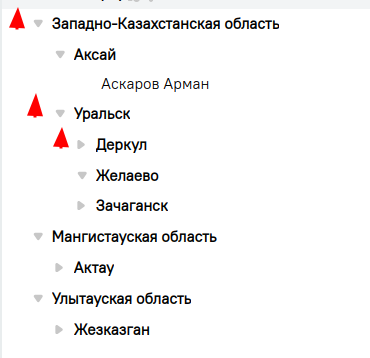 Западно-Казахстанская область
Аксай
Аскаров Арман
Уральск
Деркул
Желаево
Зачаганск
Мангистауская область
Актау
Улытауская область
Жезказган